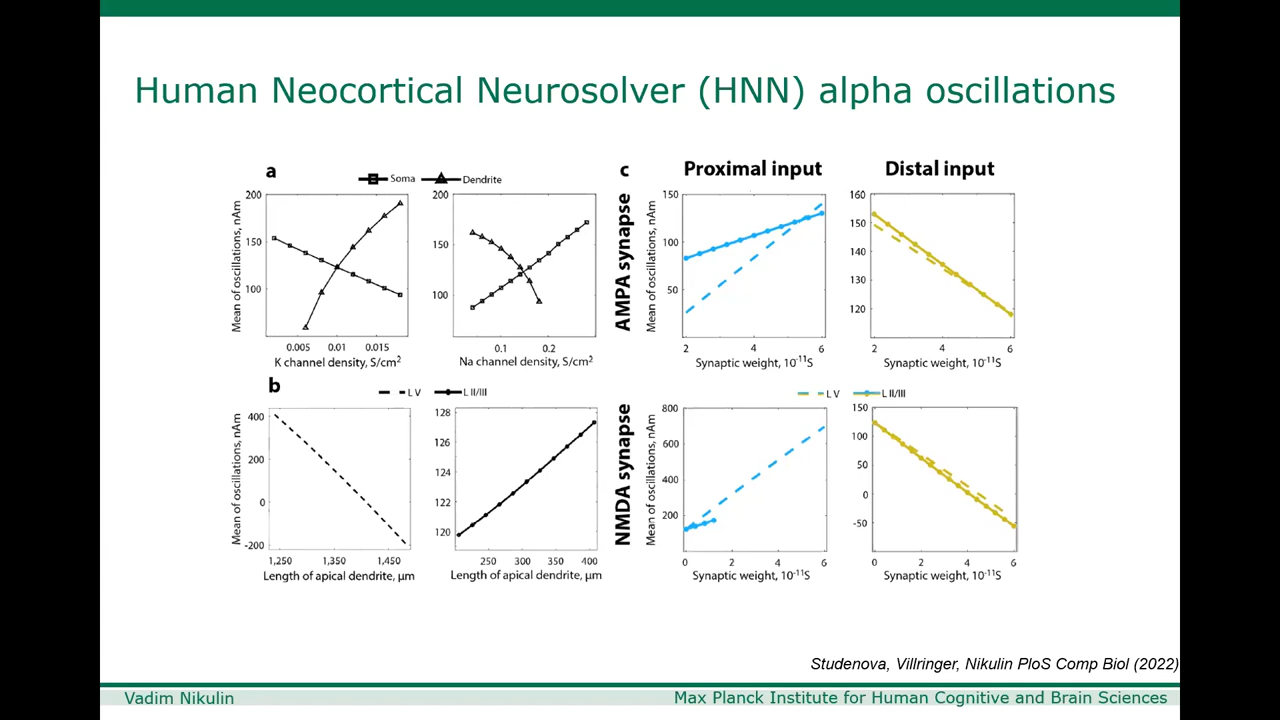 Human Neocortical Neurosolver (HNN) alpha oscillations
a
Soma
Dendrite
200
150
100
Mean of oscillations, nAm
0.005 0.01 0.015
K channel density, S/cm²
200
150
100
0.1 0.2
Na channel density, S/cm²
b
L V
L II/III
400
200
0
-200
Mean of oscillations, nAm
1,250 1,350 1,450
Length of apical dendrite, µm
128
126
124
122
120
250 300 350 400
Length of apical dendrite, µm
c
Proximal input
Distal input
AMPA synapse
150
100
50
Mean of oscillations, nAm
2 4 6
Synaptic weight, 10⁻¹¹S
160
150
140
130
120
2 4 6
Synaptic weight, 10⁻¹¹S
L V
L II/III
NMDA synapse
800
600
400
200
Mean of oscillations, nAm
0 2 4 6
Synaptic weight, 10⁻¹¹S
150
100
50
0
-50
0 2 4 6
Synaptic weight, 10⁻¹¹S
Studenova, Villringer, Nikulin PloS Comp Biol (2022)
Vadim Nikulin
Max Planck Institute for Human Cognitive and Brain Sciences